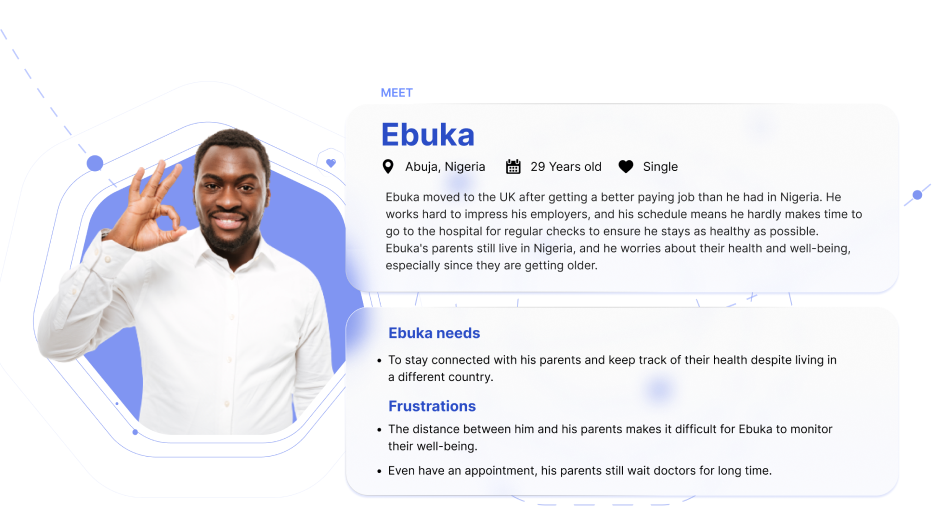 MEET
Ebuka
Abuja, Nigeria 29 Years old Single
Ebuka moved to the UK after getting a better paying job than he had in Nigeria. He
works hard to impress his employers, and his schedule means he hardly makes time to
go to the hospital for regular checks to ensure he stays as healthy as possible.
Ebuka's parents still live in Nigeria, and he worries about their health and well-being,
especially since they are getting older.
Ebuka needs
• To stay connected with his parents and keep track of their health despite living in
a different country.
Frustrations
• The distance between him and his parents makes it difficult for Ebuka to monitor
their well-being.
• Even have an appointment, his parents still wait doctors for long time.